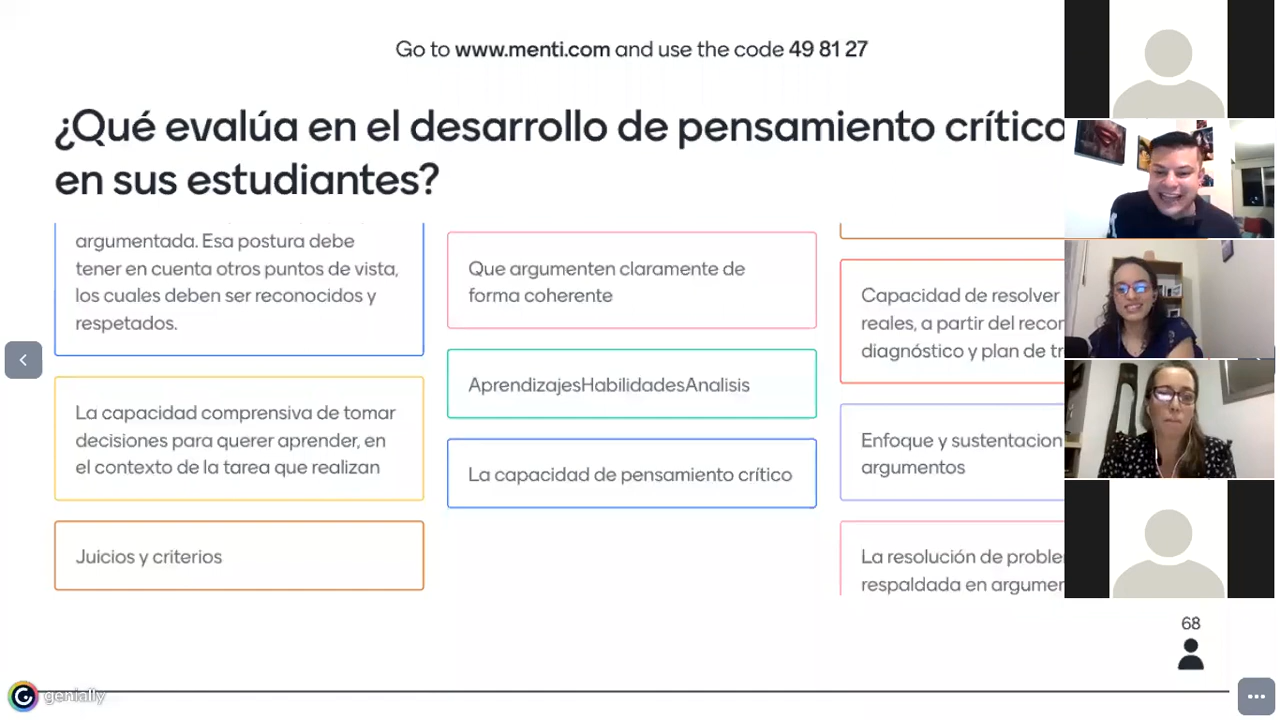 Go to www.menti.com and use the code 49 81 27
¿Qué evalúa en el desarrollo de pensamiento crítico
en sus estudiantes?
argumentada. Esa postura debe
tener en cuenta otros puntos de vista,
los cuales deben ser reconocidos y
respetados.
La capacidad comprensiva de tomar
decisiones para querer aprender, en
el contexto de la tarea que realizan
Juicios y criterios
Que argumenten claramente de
forma coherente
AprendizajesHabilidadesAnalisis
La capacidad de pensamiento crítico
Capacidad de resolver
reales, a partir del recor
diagnóstico y plan de tr
Enfoque y sustentacion
argumentos
La resolución de proble
respaldada en argumer
68
genially